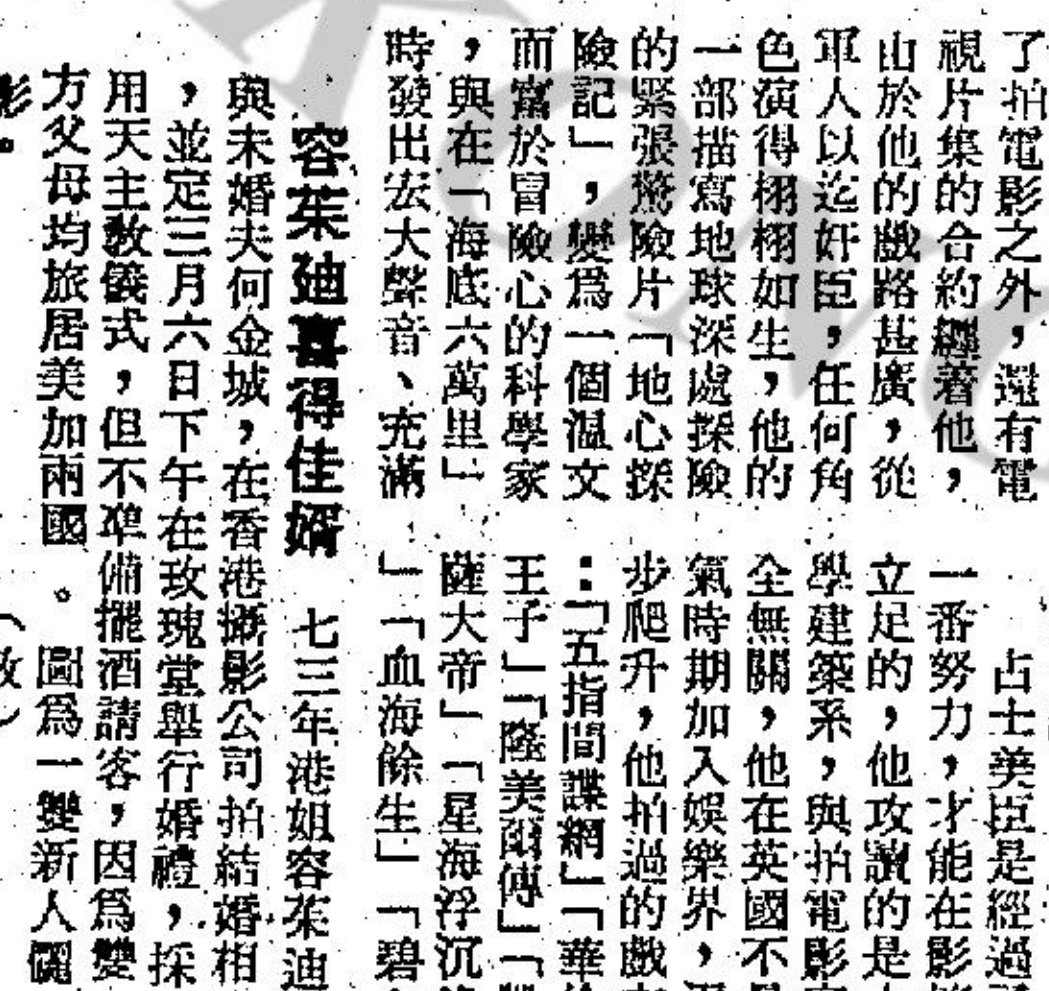 了拍電影之外，還有電
視片集的合約纏着他，
由於他的戲路甚廣，從
軍人以迄奸臣，任何角
色演得栩栩如生，他的
一部描寫地球深處探險
的緊張驚險片「地心探
險記」，變爲一個溫文
而富於冒險心的科學家
，與在「海底六萬里」
時發出宏大聲音、充滿
占士美臣是經過
一番努力，才能在影
立足的，他攻讀的是
學建築系，與拍電影
全無關，他在英國不
氣時期加入娛樂界，
步爬升，他拍過的戲
：「五指間諜網」「華
王子」「隆美爾傳」「
薩大帝」「星海浮沉
」「血海餘生」「碧
容茱迪喜得佳婿 七三年港姐容茱迪
與未婚夫何金城，在香港攝影公司拍結婚相
，並定三月六日下午在玫瑰堂舉行婚禮，採
用天主教儀式，但不準備擺酒請客，因爲雙
方父母均旅居美加兩國。圖爲一雙新人儷
影。